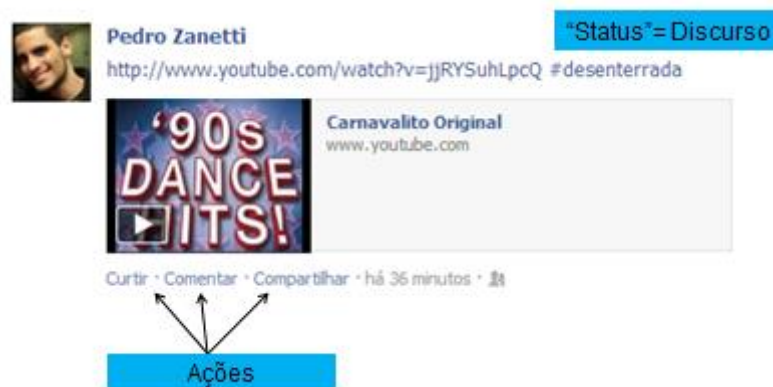 Pedro Zanetti
"Status"= Discurso
http://www.youtube.com/watch?v=jjRYSuhLpcQ #desenterrada
'90s
DANCE
HITS!
Carnavalito Original
www.youtube.com
Curtir · Comentar · Compartilhar · há 36 minutos ·
Ações